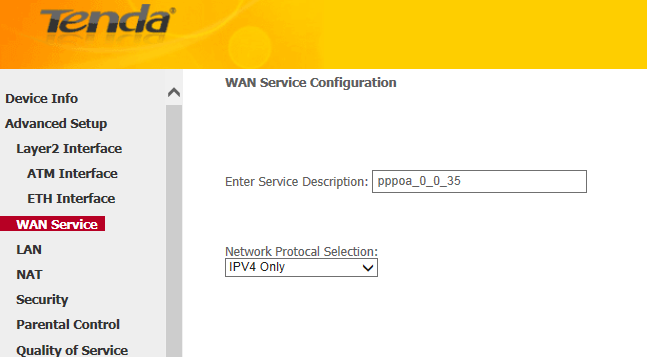 Tenda®
Device Info
Advanced Setup
Layer2 Interface
ATM Interface
ETH Interface
WAN Service
LAN
NAT
Security
Parental Control
Quality of Service
WAN Service Configuration
Enter Service Description: pppoa_0_0_35
Network Protocal Selection:
IPV4 Only